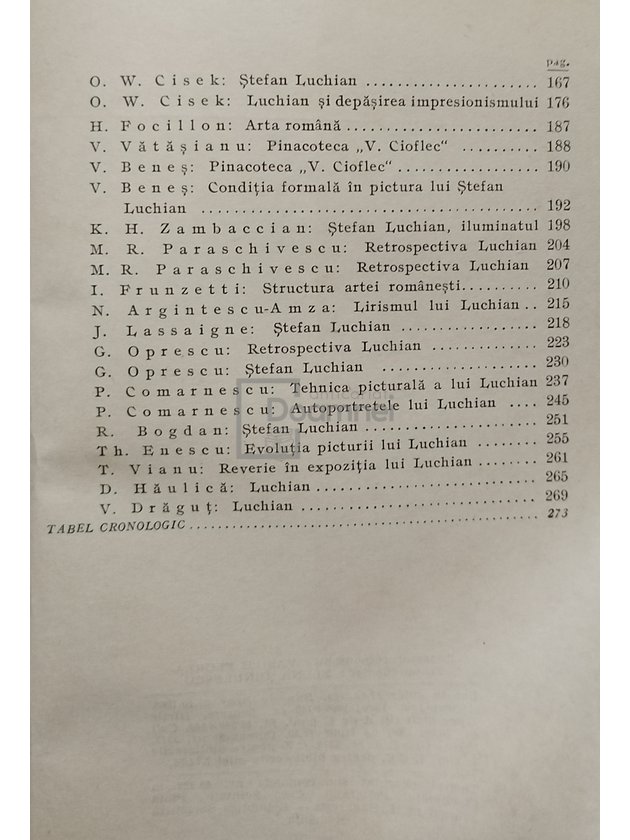 pag.
O. W. Cisek: Ștefan Luchian ........................ 167
O. W. Cisek: Luchian și depășirea impresionismului 176
H. Focillon: Arta română ........................... 187
V. Vătășianu: Pinacoteca „V. Cioflec" .......... 188
V. Beneș: Pinacoteca „V. Cioflec" .................. 190
V. Beneș: Condiția formală în pictura lui Ștefan
Luchian ........................................... 192
K. H. Zambaccian: Ștefan Luchian, iluminatul 198
M. R. Paraschivescu: Retrospectiva Luchian 204
M. R. Paraschivescu: Retrospectiva Luchian 207
I. Frunzetti: Structura artei românești .......... 210
N. Argintescu-Amza: Lirismul lui Luchian .. 215
J. Lassaigne: Ștefan Luchian .................. 218
G. Oprescu: Retrospectiva Luchian .............. 223
G. Oprescu: Ștefan Luchian .................... 230
P. Comarnescu: Tehnica picturală a lui Luchian 237
P. Comarnescu: Autoportretele lui Luchian .... 245
R. Bogdan: Ștefan Luchian ...................... 251
Th. Enescu: Evoluția picturii lui Luchian ........ 255
T. Vianu: Reverie în expoziția lui Luchian ........ 261
D. Hăulică: Luchian ............................ 265
V. Drăguț: Luchian ............................. 269
TABEL CRONOLOGIC ................................ 273